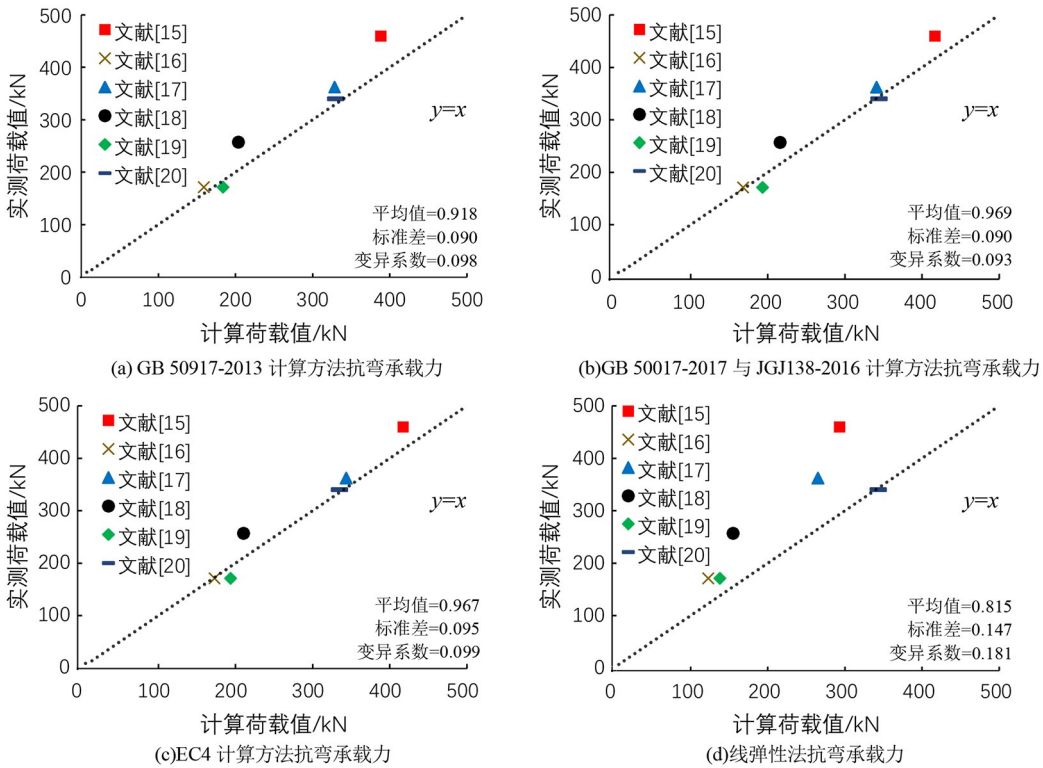 500
400
300
200
100
0
实测荷载值/kN
文献[15]
文献[16]
文献[17]
文献[18]
文献[19]
文献[20]
y=x
平均值=0.918
标准差=0.090
变异系数=0.098
0 100 200 300 400 500
计算荷载值/kN
(a) GB 50917-2013 计算方法抗弯承载力
500
400
300
200
100
0
实测荷载值/kN
文献[15]
文献[16]
文献[17]
文献[18]
文献[19]
文献[20]
y=x
平均值=0.969
标准差=0.090
变异系数=0.093
0 100 200 300 400 500
计算荷载值/kN
(b)GB 50017-2017 与 JGJ138-2016 计算方法抗弯承载力
500
400
300
200
100
0
实测荷载值/kN
文献[15]
文献[16]
文献[17]
文献[18]
文献[19]
文献[20]
y=x
平均值=0.967
标准差=0.095
变异系数=0.099
0 100 200 300 400 500
计算荷载值/kN
(c)EC4 计算方法抗弯承载力
500
400
300
200
100
0
实测荷载值/kN
文献[15]
文献[16]
文献[17]
文献[18]
文献[19]
文献[20]
y=x
平均值=0.815
标准差=0.147
变异系数=0.181
0 100 200 300 400 500
计算荷载值/kN
(d)线弹性法抗弯承载力